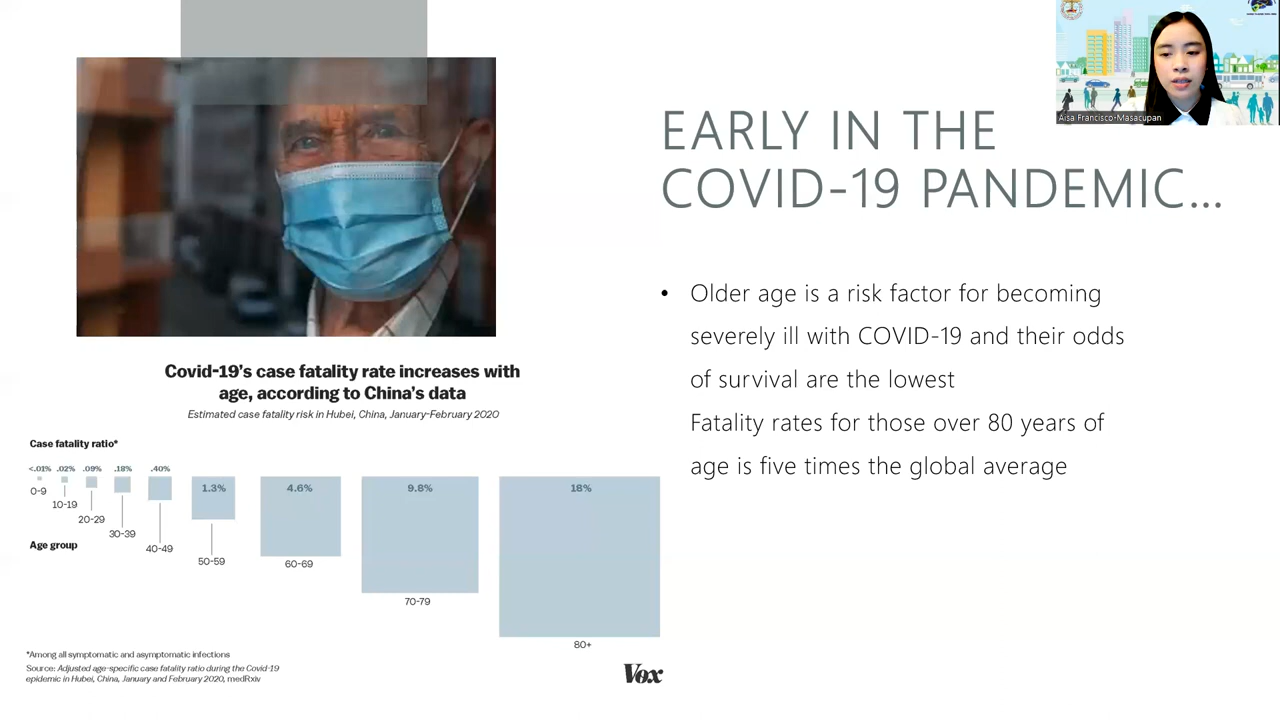 Aisa Francisco-Masacupan
EARLY IN THE
COVID-19 PANDEMIC...
• Older age is a risk factor for becoming
severely ill with COVID-19 and their odds
of survival are the lowest
Fatality rates for those over 80 years of
age is five times the global average
Covid-19's case fatality rate increases with
age, according to China's data
Estimated case fatality risk in Hubei, China, January-February 2020
Case fatality ratio*
<.01% .02% .09% .18% .40% 1.3% 4.6% 9.8% 18%
0-9
10-19
20-29
30-39
40-49
50-59
60-69
70-79
80+
Age group
*Among all symptomatic and asymptomatic infections
Source: Adjusted age-specific case fatality ratio during the Covid-19
epidemic in Hubei, China, January and February 2020, medRxiv
Vox